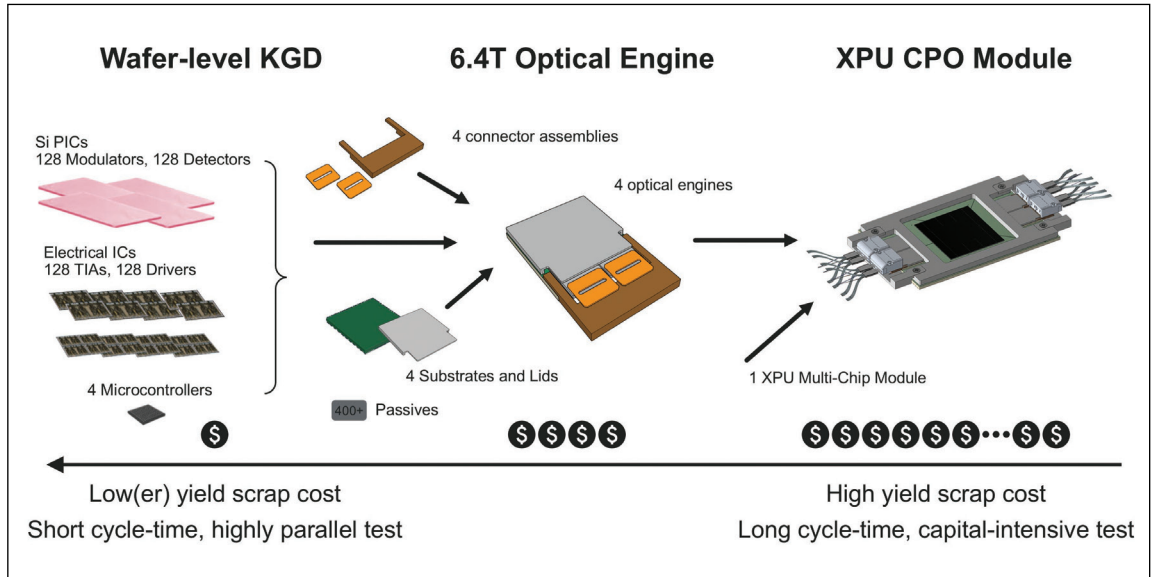 Wafer-level KGD
6.4T Optical Engine
XPU CPO Module
Si PICs
128 Modulators, 128 Detectors
Electrical ICs
128 TIAs, 128 Drivers
4 Microcontrollers
4 connector assemblies
4 Substrates and Lids
400+ Passives
4 optical engines
1 XPU Multi-Chip Module
$
$ $ $ $
$ $ $ $ $ $ ••• $ $
Low(er) yield scrap cost
Short cycle-time, highly parallel test
High yield scrap cost
Long cycle-time, capital-intensive test